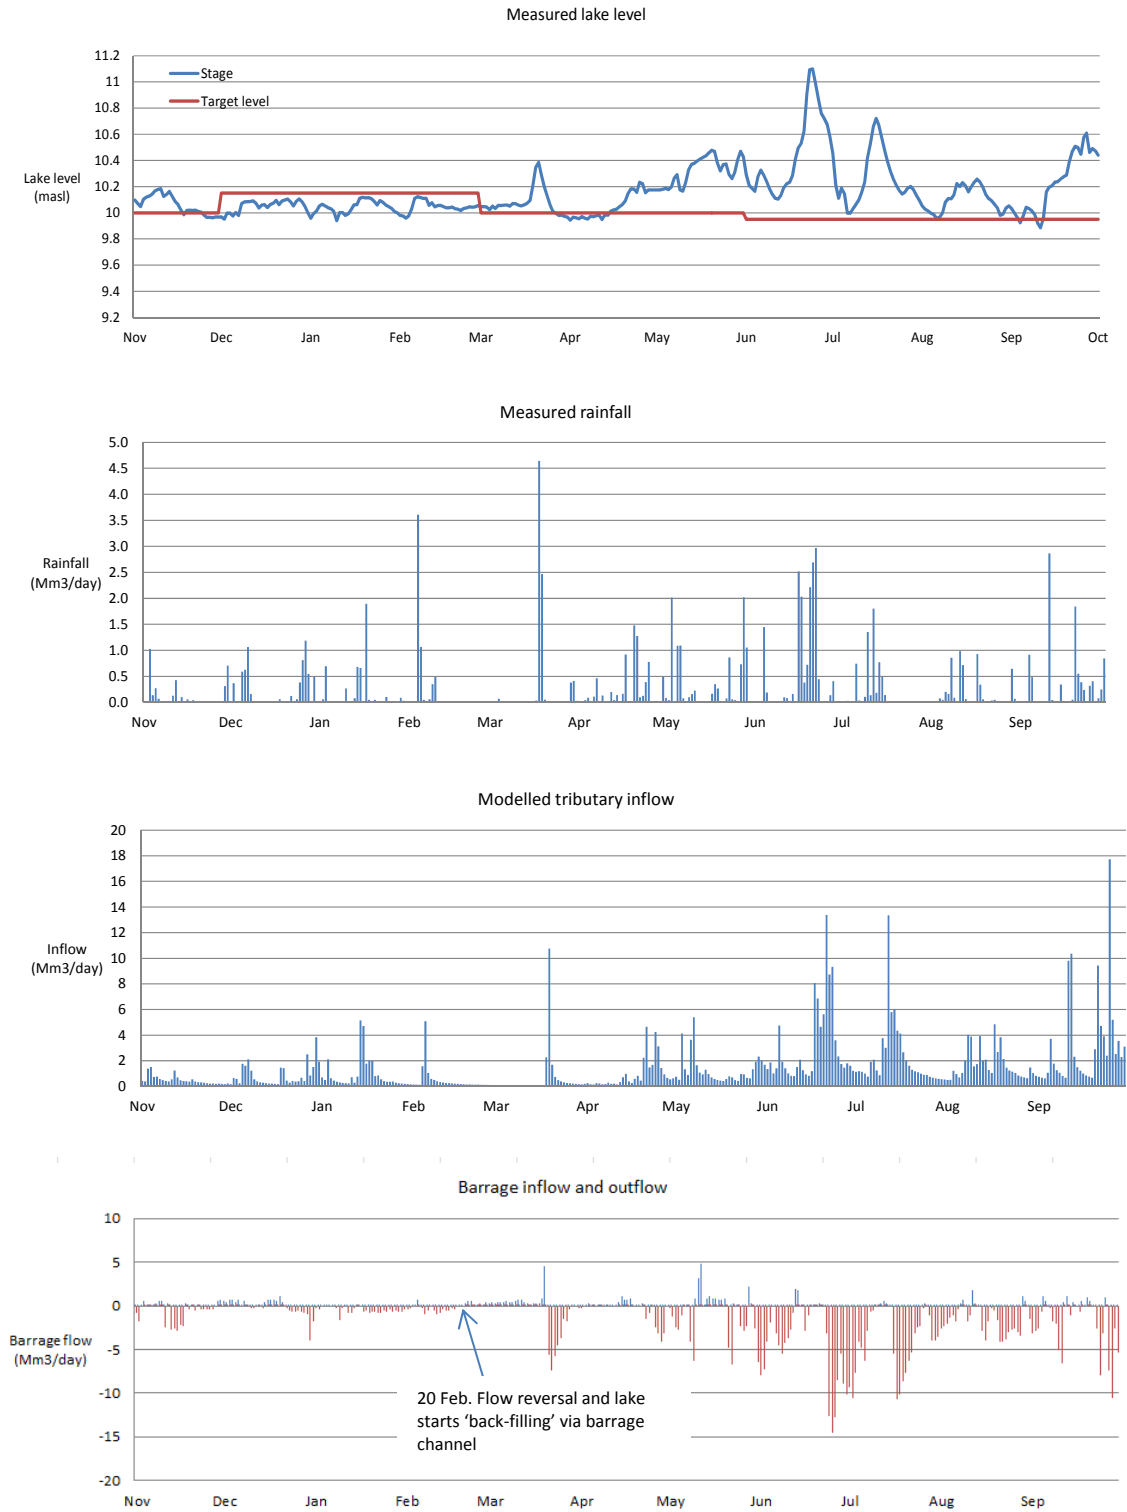 Measured lake level
11.2
11
10.8
10.6
10.4
10.2
10
9.8
9.6
9.4
9.2
Lake level
(masl)
Stage
Target level
Nov Dec Jan Feb Mar Apr May Jun Jul Aug Sep Oct
Measured rainfall
5.0
4.5
4.0
3.5
3.0
2.5
2.0
1.5
1.0
0.5
0.0
Rainfall
(Mm3/day)
Nov Dec Jan Feb Mar Apr May Jun Jul Aug Sep
Modelled tributary inflow
20
18
16
14
12
10
8
6
4
2
0
Inflow
(Mm3/day)
Nov Dec Jan Feb Mar Apr May Jun Jul Aug Sep
Barrage inflow and outflow
10
5
0
-5
-10
-15
-20
Barrage flow
(Mm3/day)
20 Feb. Flow reversal and lake
starts ‘back-filling’ via barrage
channel
Nov Dec Jan Feb Mar Apr May Jun Jul Aug Sep